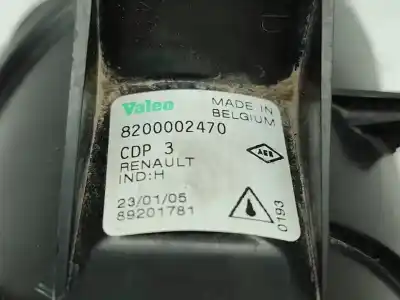 Valeo
MADE IN
BELGIUM
8200002470
CDP 3
RENAULT
IND:H
23/01/05
89201781
0193